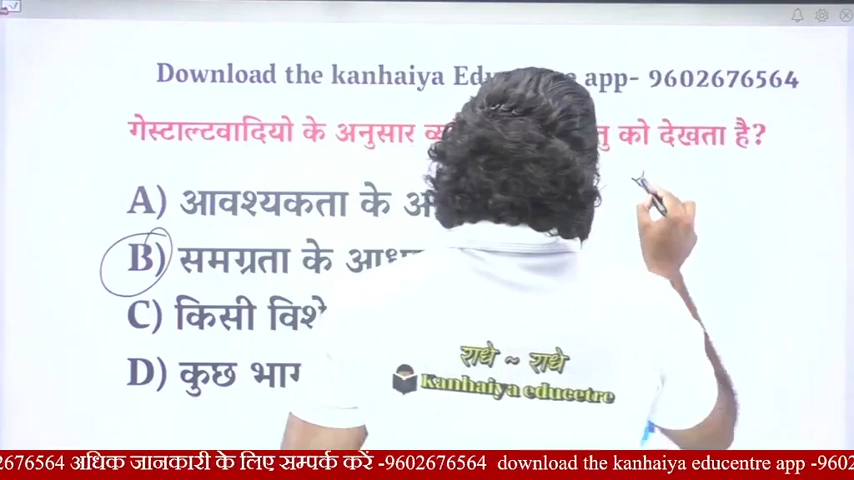 Download the kanhaiya app- 9602676564
गेस्टाल्टवादियो के अनुसार को देखता है?
A) आवश्यकता के
B) समग्रता के
C) किसी
D) कुछ
राधे ~ राधे
Kanhaiya educetre
2676564 अधिक जानकारी के लिए सम्पर्क करें -9602676564 download the kanhaiya educentre app -9602